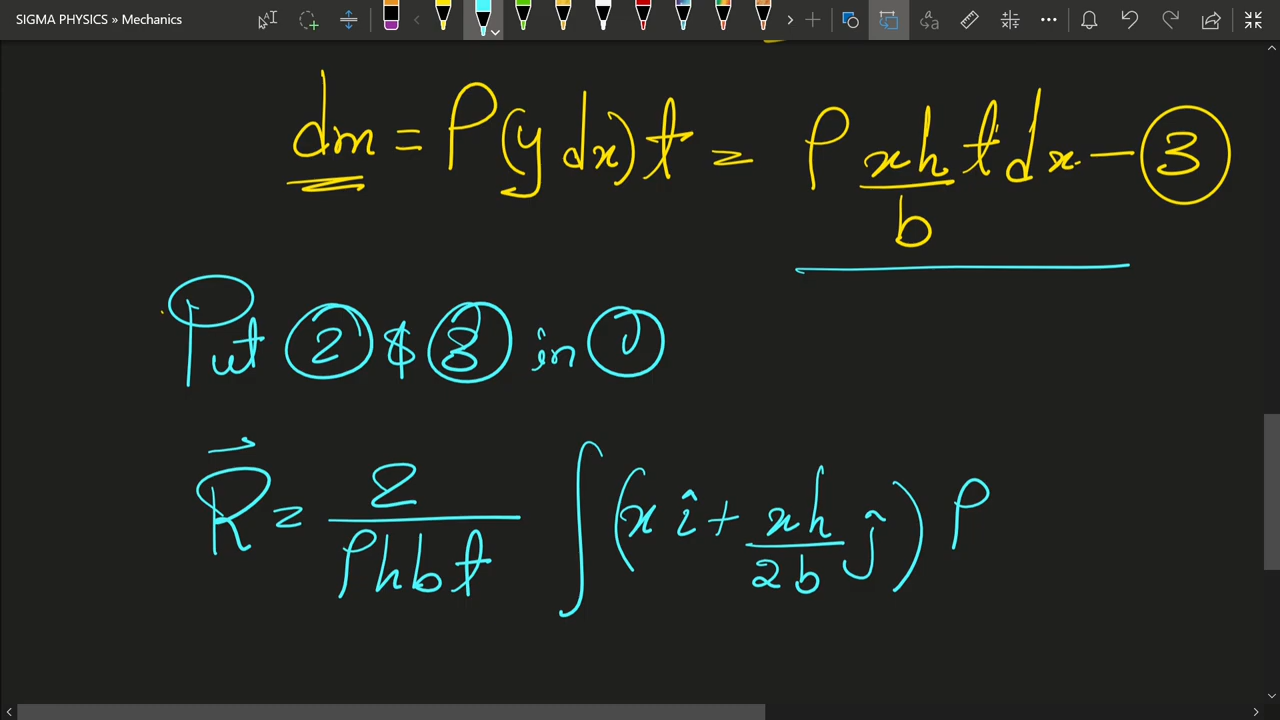 SIGMA PHYSICS » Mechanics
dm = ρ(y dx)t = ρ xh/b t dx - ③
Put ② & ③ in ①
R⃗ = 2/ρhbt ∫ (x î + xh/2b ĵ) ρ